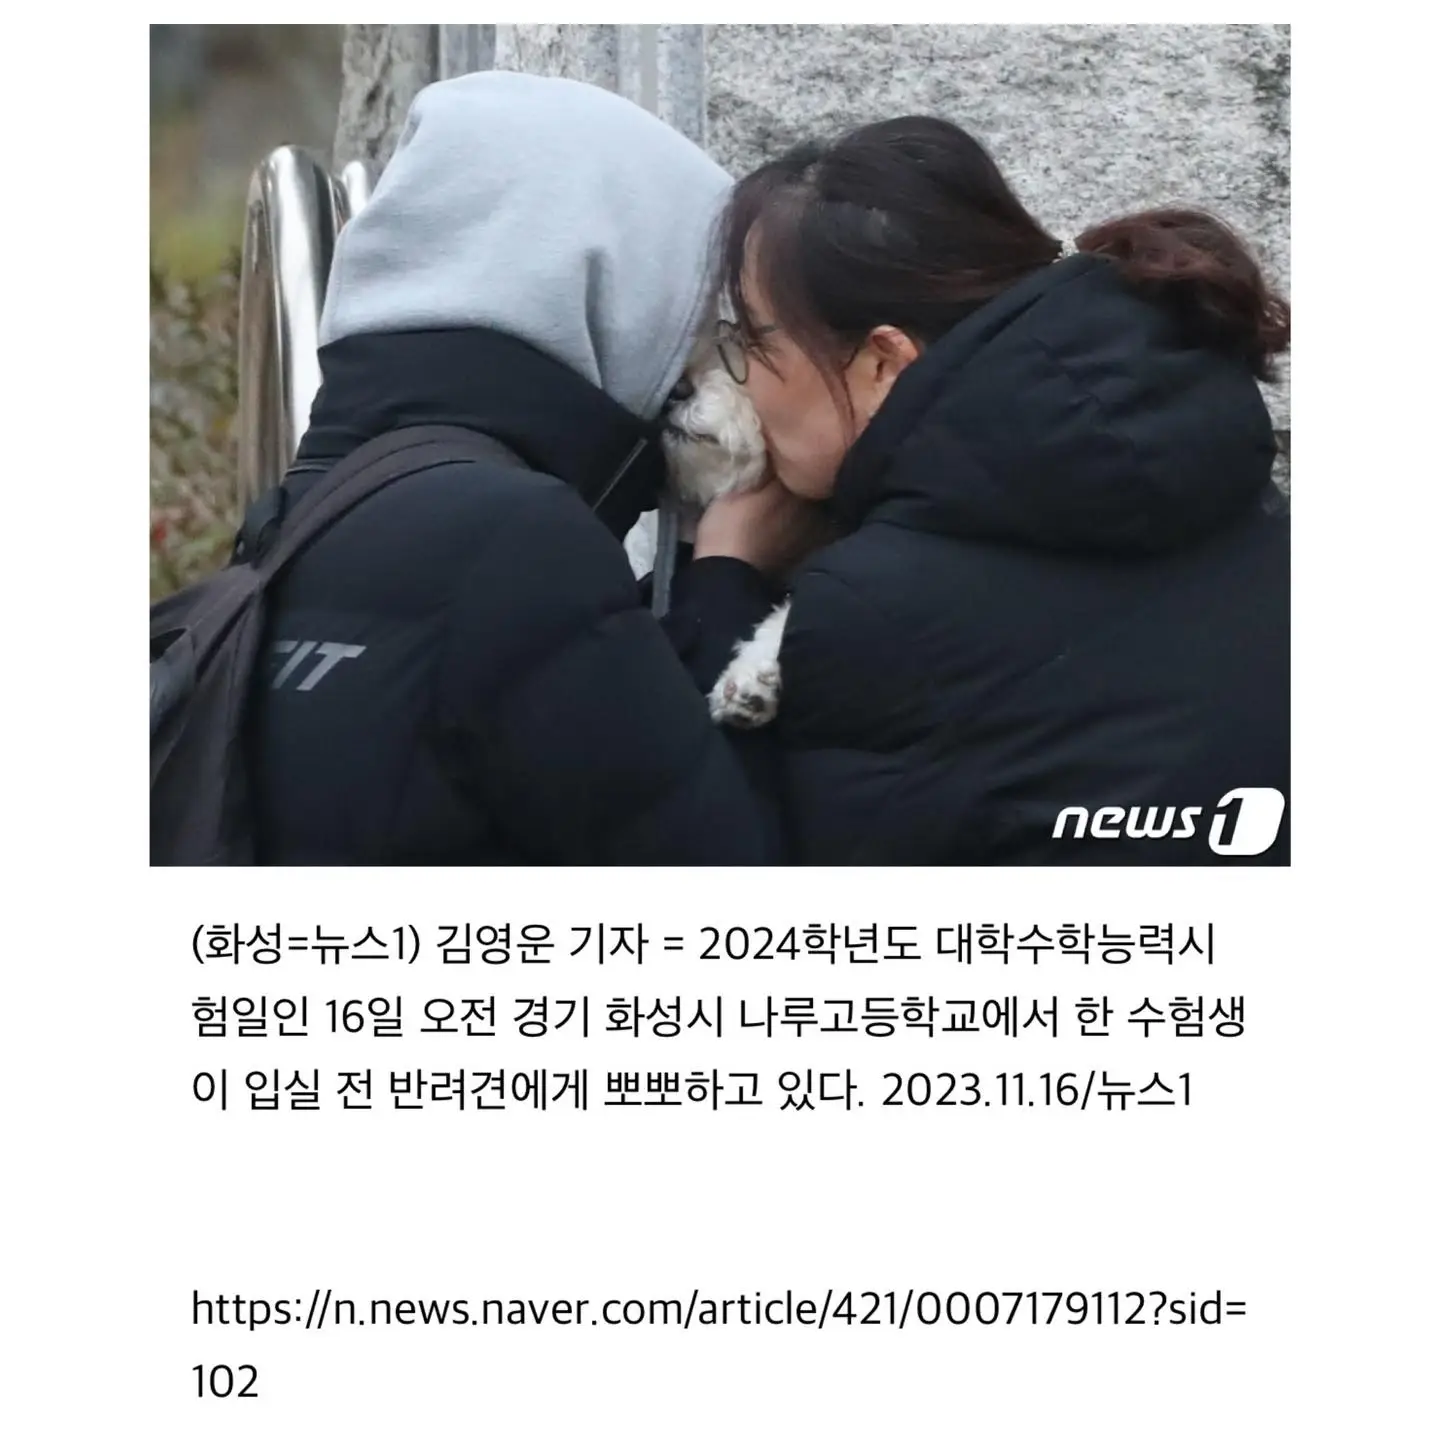 FIT
news1
(화성=뉴스1) 김영운 기자 = 2024학년도 대학수학능력시
험일인 16일 오전 경기 화성시 나루고등학교에서 한 수험생
이 입실 전 반려견에게 뽀뽀하고 있다. 2023.11.16/뉴스1
https://n.news.naver.com/article/421/0007179112?sid=
102